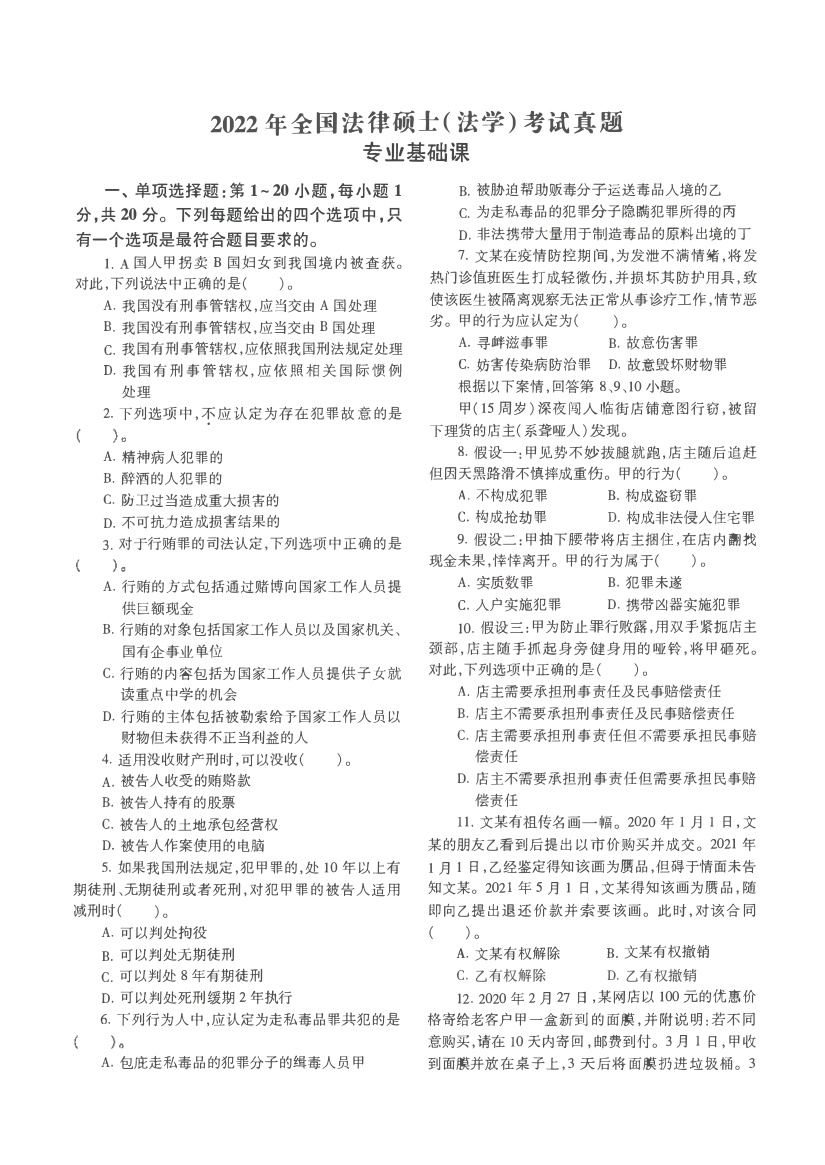 2022 年全国法律硕士(法学)考试真题
专业基础课
一、单项选择题:第 1~20 小题,每小题 1
分,共 20 分。下列每题给出的四个选项中,只
有一个选项是最符合题目要求的。
1. A 国人甲拐卖 B 国妇女到我国境内被查获。
对此,下列说法中正确的是(　　)。
A. 我国没有刑事管辖权,应当交由 A 国处理
B. 我国没有刑事管辖权,应当交由 B 国处理
C. 我国有刑事管辖权,应依照我国刑法规定处理
D. 我国有刑事管辖权,应依照相关国际惯例
处理
2. 下列选项中,不应认定为存在犯罪故意的是
(　　)。
A. 精神病人犯罪的
B. 醉酒的人犯罪的
C. 防卫过当造成重大损害的
D. 不可抗力造成损害结果的
3. 对于行贿罪的司法认定,下列选项中正确的是
(　　)。
A. 行贿的方式包括通过赌博向国家工作人员提
供巨额现金
B. 行贿的对象包括国家工作人员以及国家机关、
国有企事业单位
C. 行贿的内容包括为国家工作人员提供子女就
读重点中学的机会
D. 行贿的主体包括被勒索给予国家工作人员以
财物但未获得不正当利益的人
4. 适用没收财产刑时,可以没收(　　)。
A. 被告人收受的贿赂款
B. 被告人持有的股票
C. 被告人的土地承包经营权
D. 被告人作案使用的电脑
5. 如果我国刑法规定,犯甲罪的,处 10 年以上有
期徒刑、无期徒刑或者死刑,对犯甲罪的被告人适用
减刑时(　　)。
A. 可以判处拘役
B. 可以判处无期徒刑
C. 可以判处 8 年有期徒刑
D. 可以判处死刑缓期 2 年执行
6. 下列行为人中,应认定为走私毒品罪共犯的是
(　　)。
A. 包庇走私毒品的犯罪分子的缉毒人员甲
B. 被胁迫帮助贩毒分子运送毒品入境的乙
C. 为走私毒品的犯罪分子隐瞒犯罪所得的丙
D. 非法携带大量用于制造毒品的原料出境的丁
7. 文某在疫情防控期间,为发泄不满情绪,将发
热门诊值班医生打成轻微伤,并损坏其防护用具,致
使该医生被隔离观察无法正常从事诊疗工作,情节恶
劣。甲的行为应认定为(　　)。
A. 寻衅滋事罪　　B. 故意伤害罪
C. 妨害传染病防治罪　D. 故意毁坏财物罪
根据以下案情,回答第 8、9、10 小题。
甲(15 周岁)深夜闯入临街店铺意图行窃,被留
下理货的店主(系聋哑人)发现。
8. 假设一:甲见势不妙拔腿就跑,店主随后追赶
但因天黑路滑不慎摔成重伤。甲的行为(　　)。
A. 不构成犯罪　　B. 构成盗窃罪
C. 构成抢劫罪　　D. 构成非法侵入住宅罪
9. 假设二:甲抽下腰带将店主捆住,在店内翻找
现金未果,悻悻离开。甲的行为属于(　　)。
A. 实质数罪　　B. 犯罪未遂
C. 入户实施犯罪　　D. 携带凶器实施犯罪
10. 假设三:甲为防止罪行败露,用双手紧扼店主
颈部,店主随手抓起身旁健身用的哑铃,将甲砸死。
对此,下列选项中正确的是(　　)。
A. 店主需要承担刑事责任及民事赔偿责任
B. 店主不需要承担刑事责任及民事赔偿责任
C. 店主需要承担刑事责任但不需要承担民事赔
偿责任
D. 店主不需要承担刑事责任但需要承担民事赔
偿责任
11. 文某有祖传名画一幅。2020 年 1 月 1 日,文
某的朋友乙看到后提出以市价购买并成交。2021 年
1 月 1 日,乙经鉴定得知该画为赝品,但碍于情面未告
知文某。2021 年 5 月 1 日,文某得知该画为赝品,随
即向乙提出退还价款并索要该画。此时,对该合同
(　　)。
A. 文某有权解除　　B. 文某有权撤销
C. 乙有权解除　　D. 乙有权撤销
12. 2020 年 2 月 27 日,某网店以 100 元的优惠价
格寄给老客户甲一盒新到的面膜,并附说明:若不同
意购买,请在 10 天内寄回,邮费到付。3 月 1 日,甲收
到面膜并放在桌子上,3 天后将面膜扔进垃圾桶。3